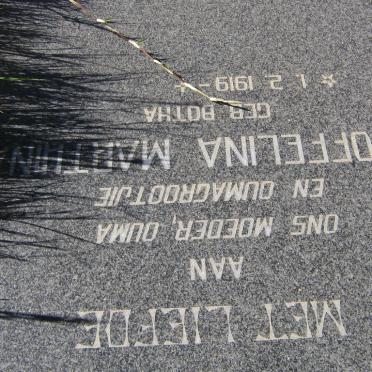 MET LIEFDE
AAN
ONS MOEDER, OUMA
EN OUMAGROOTJIE
OFFELINA
GEB BOTHA
☆ 1. 2. 1919 -